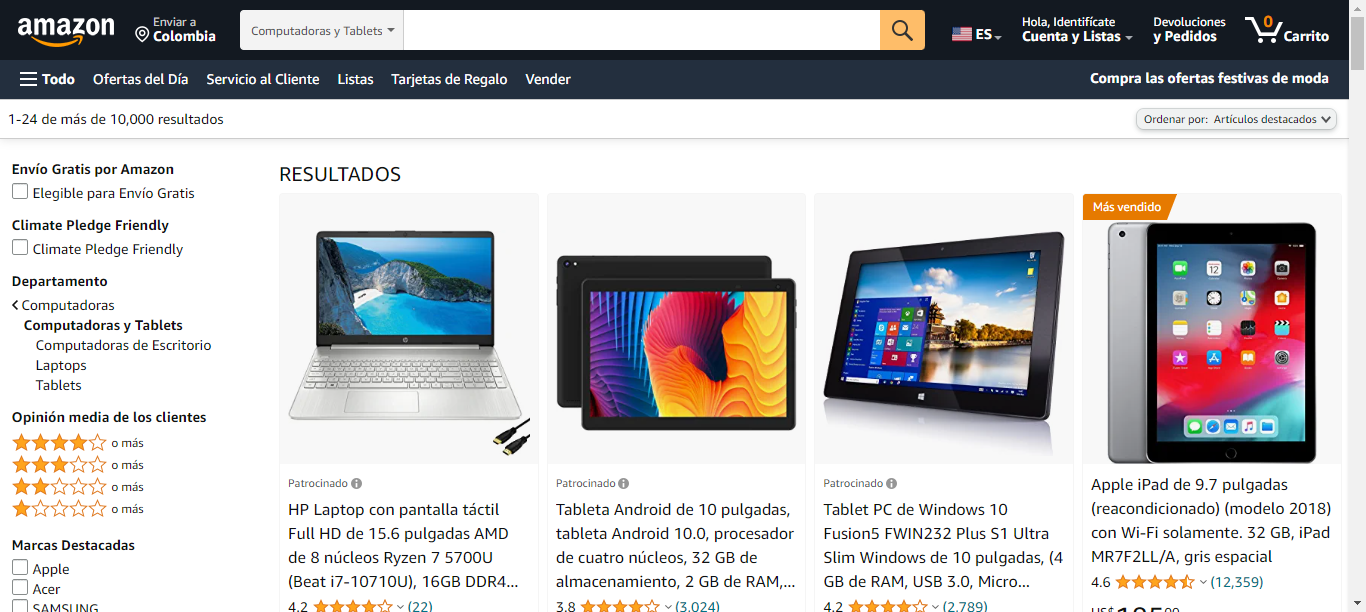 amazon
Enviar a
Colombia
Computadoras y Tablets
ES
Hola, Identifícate
Cuenta y Listas
Devoluciones
y Pedidos
0
Carrito
Todo
Ofertas del Día
Servicio al Cliente
Listas
Tarjetas de Regalo
Vender
Compra las ofertas festivas de moda
1-24 de más de 10,000 resultados
Ordenar por: Artículos destacados
Envío Gratis por Amazon
Elegible para Envío Gratis
Climate Pledge Friendly
Climate Pledge Friendly
Departamento
Computadoras
Computadoras y Tablets
Computadoras de Escritorio
Laptops
Tablets
Opinión media de los clientes
o más
o más
o más
o más
Marcas Destacadas
Apple
Acer
SAMSUNG
RESULTADOS
Patrocinado
HP Laptop con pantalla táctil
Full HD de 15.6 pulgadas AMD
de 8 núcleos Ryzen 7 5700U
(Beat i7-10710U), 16GB DDR4...
4.2 (22)
Patrocinado
Tableta Android de 10 pulgadas,
tableta Android 10.0, procesador
de cuatro núcleos, 32 GB de
almacenamiento, 2 GB de RAM,...
3.8 (3,024)
Patrocinado
Tablet PC de Windows 10
Fusion5 FWIN232 Plus S1 Ultra
Slim Windows de 10 pulgadas, (4
GB de RAM, USB 3.0, Micro...
4.2 (2,789)
Más vendido
12
Apple iPad de 9.7 pulgadas
(reacondicionado) (modelo 2018)
con Wi-Fi solamente. 32 GB, iPad
MR7F2LL/A, gris espacial
4.6 (12,359)
US$